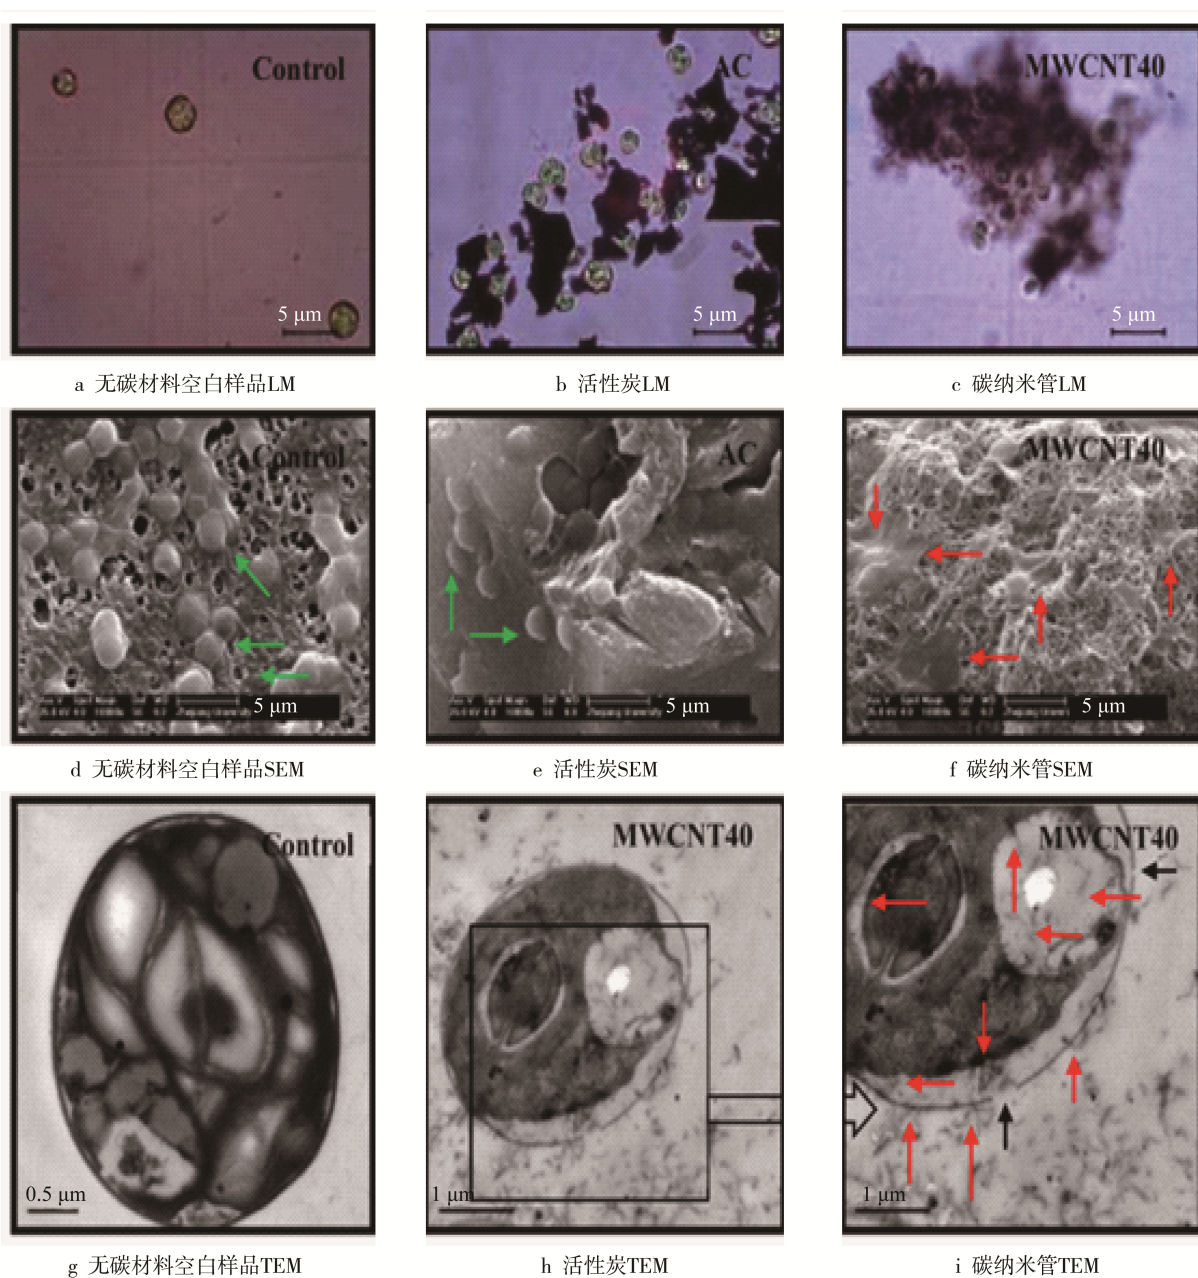 Control
AC
MWCNT40
5 μm
5 μm
5 μm
a 无碳材料空白样品LM
b 活性炭LM
c 碳纳米管LM
Control
AC
MWCNT40
5 μm
5 μm
5 μm
d 无碳材料空白样品SEM
e 活性炭SEM
f 碳纳米管SEM
Control
MWCNT40
MWCNT40
0.5 μm
1 μm
1 μm
g 无碳材料空白样品TEM
h 活性炭TEM
i 碳纳米管TEM